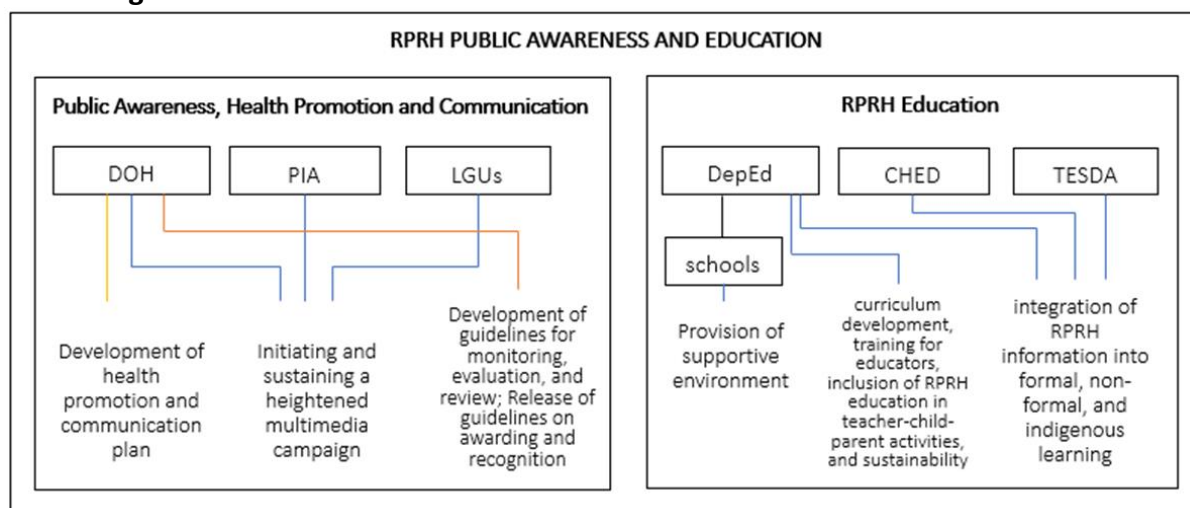 RPRH PUBLIC AWARENESS AND EDUCATION
Public Awareness, Health Promotion and Communication
DOH
PIA
LGUs
Development of
health
promotion and
communication
plan
Initiating and
sustaining a
heightened
multimedia
campaign
Development of
guidelines for
monitoring,
evaluation, and
review; Release of
guidelines on
awarding and
recognition
RPRH Education
DepEd
CHED
TESDA
schools
Provision of
supportive
environment
curriculum
development,
training for
educators,
inclusion of RPRH
education in
teacher-child-
parent activities,
and sustainability
integration of
RPRH
information into
formal, non-
formal, and
indigenous
learning